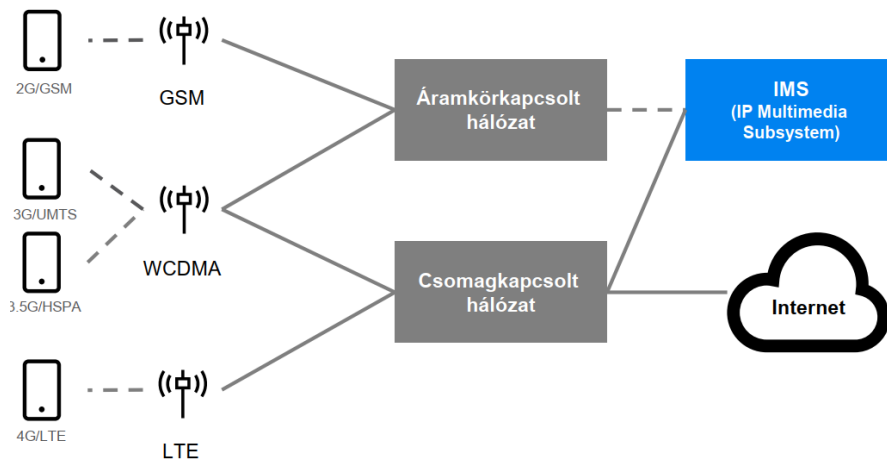 2G/GSM
GSM
3G/UMTS
3.5G/HSPA
WCDMA
4G/LTE
LTE
Áramkörkapcsolt
hálózat
Csomagkapcsolt
hálózat
IMS
(IP Multimedia
Subsystem)
Internet